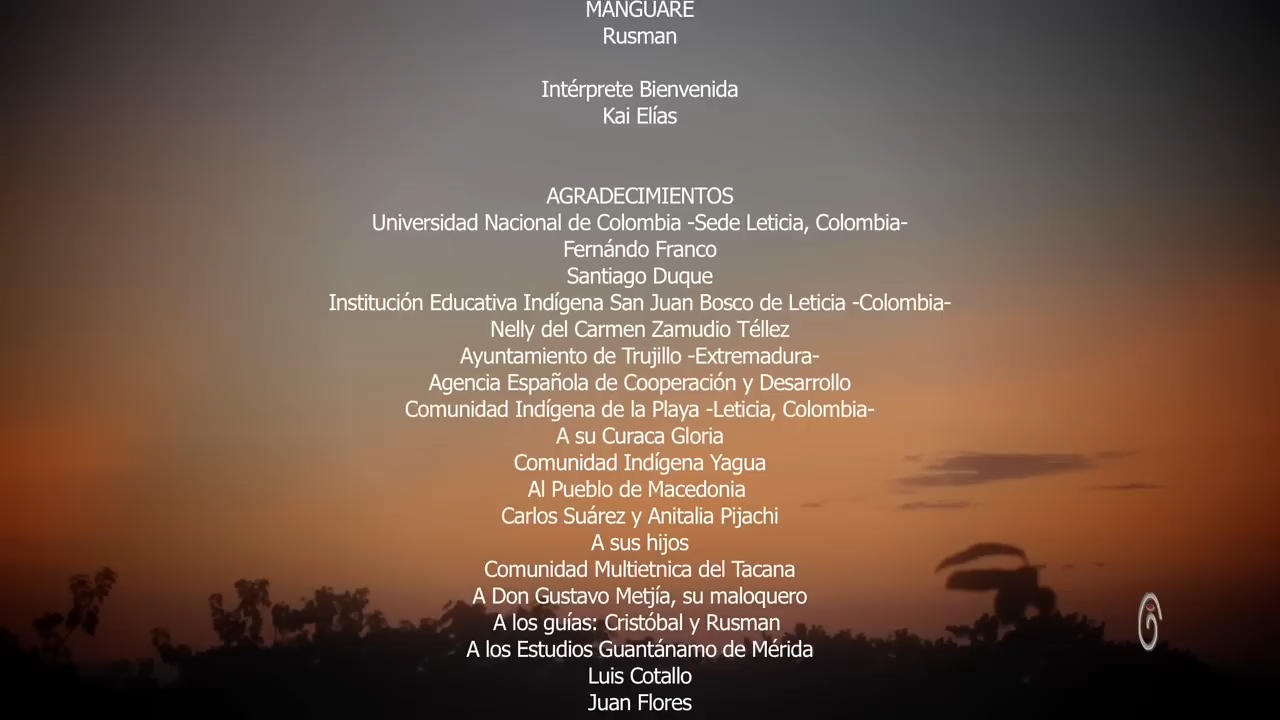 MANGUARE
Rusman
Intérprete Bienvenida
Kai Elías
AGRADECIMIENTOS
Universidad Nacional de Colombia -Sede Leticia, Colombia-
Fernándo Franco
Santiago Duque
Institución Educativa Indígena San Juan Bosco de Leticia -Colombia-
Nelly del Carmen Zamudio Téllez
Ayuntamiento de Trujillo -Extremadura-
Agencia Española de Cooperación y Desarrollo
Comunidad Indígena de la Playa -Leticia, Colombia-
A su Curaca Gloria
Comunidad Indígena Yagua
Al Pueblo de Macedonia
Carlos Suárez y Anitalia Pijachi
A sus hijos
Comunidad Multietnica del Tacana
A Don Gustavo Metjía, su maloquero
A los guías: Cristóbal y Rusman
A los Estudios Guantánamo de Mérida
Luis Cotallo
Juan Flores